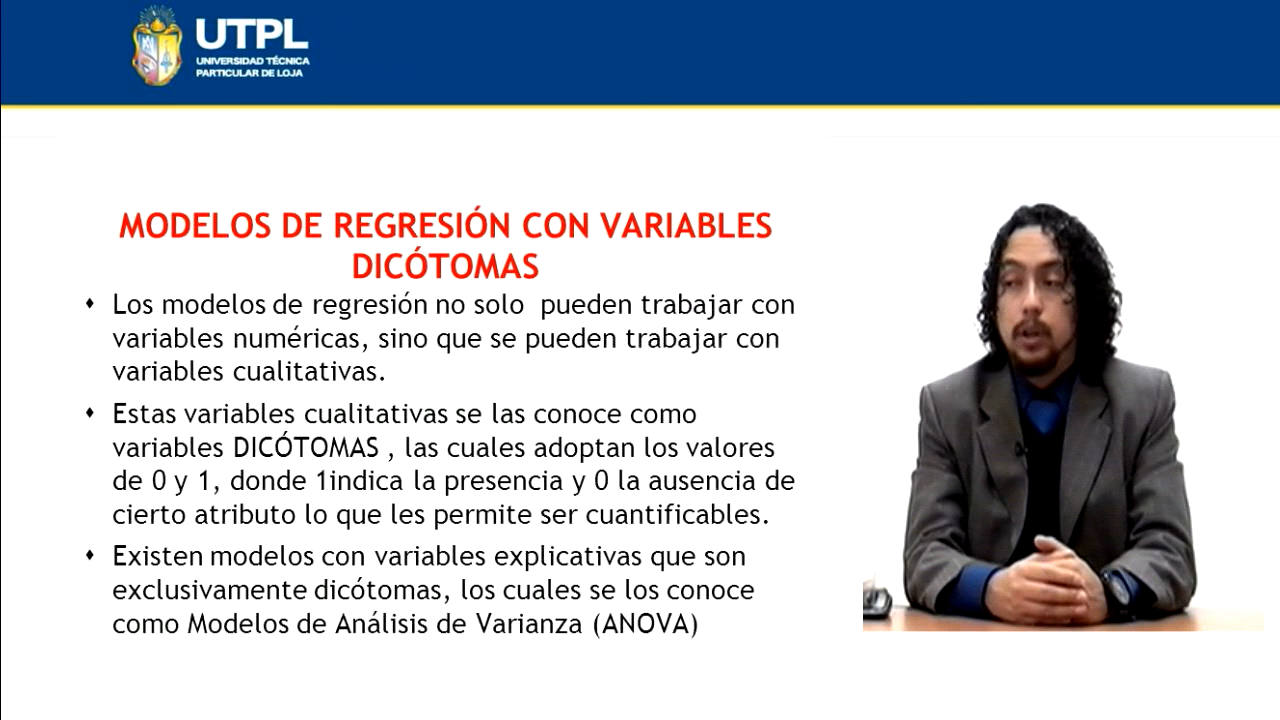 UTPL
UNIVERSIDAD TÉCNICA
PARTICULAR DE LOJA
MODELOS DE REGRESIÓN CON VARIABLES
DICÓTOMAS
Los modelos de regresión no solo pueden trabajar con
variables numéricas, sino que se pueden trabajar con
variables cualitativas.
Estas variables cualitativas se las conoce como
variables DICÓTOMAS , las cuales adoptan los valores
de 0 y 1, donde 1indica la presencia y 0 la ausencia de
cierto atributo lo que les permite ser cuantificables.
Existen modelos con variables explicativas que son
exclusivamente dicótomas, los cuales se los conoce
como Modelos de Análisis de Varianza (ANOVA)